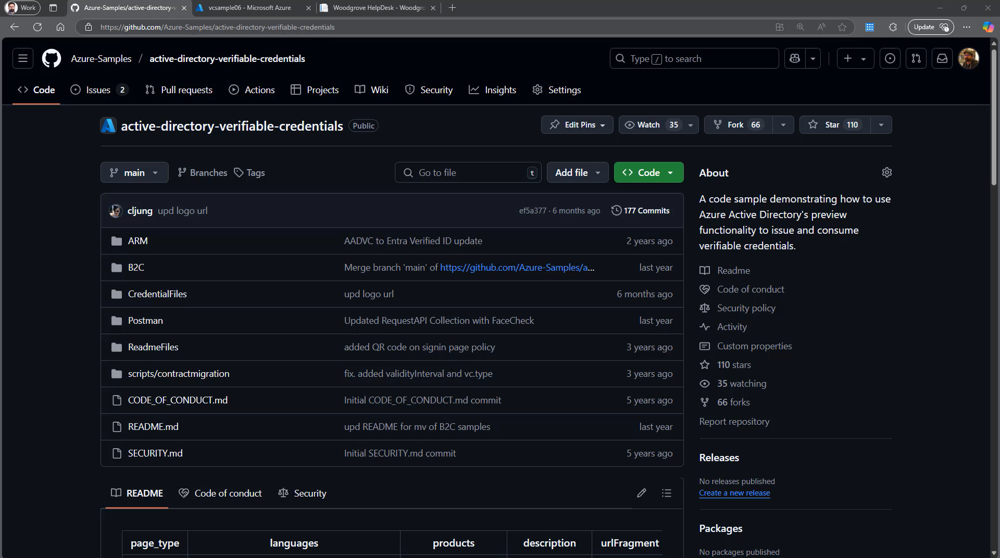 Work
Azure-Samples/active-directory-v
vcsample06 - Microsoft Azure
Woodgrove HelpDesk - Woodgro
https://github.com/Azure-Samples/active-directory-verifiable-credentials
Update
Azure-Samples / active-directory-verifiable-credentials
Type / to search
Code
Issues 2
Pull requests
Actions
Projects
Wiki
Security
Insights
Settings
active-directory-verifiable-credentials Public
Edit Pins
Watch 35
Fork 66
Star 110
main
Branches
Tags
Go to file t
Add file
Code
cljung upd logo url ef5a377 · 6 months ago 177 Commits
ARM AADVC to Entra Verified ID update 2 years ago
B2C Merge branch 'main' of https://github.com/Azure-Samples/a... last year
CredentialFiles upd logo url 6 months ago
Postman Updated RequestAPI Collection with FaceCheck last year
ReadmeFiles added QR code on signin page policy 3 years ago
scripts/contractmigration fix. added validityInterval and vc.type 3 years ago
CODE_OF_CONDUCT.md Initial CODE_OF_CONDUCT.md commit 5 years ago
README.md upd README for mv of B2C samples last year
SECURITY.md Initial SECURITY.md commit 5 years ago
README
Code of conduct
Security
page_type languages products description urlFragment
About
A code sample demonstrating how to use
Azure Active Directory's preview
functionality to issue and consume
verifiable credentials.
Readme
Code of conduct
Security policy
Activity
Custom properties
110 stars
35 watching
66 forks
Report repository
Releases
No releases published
Create a new release
Packages
No packages published